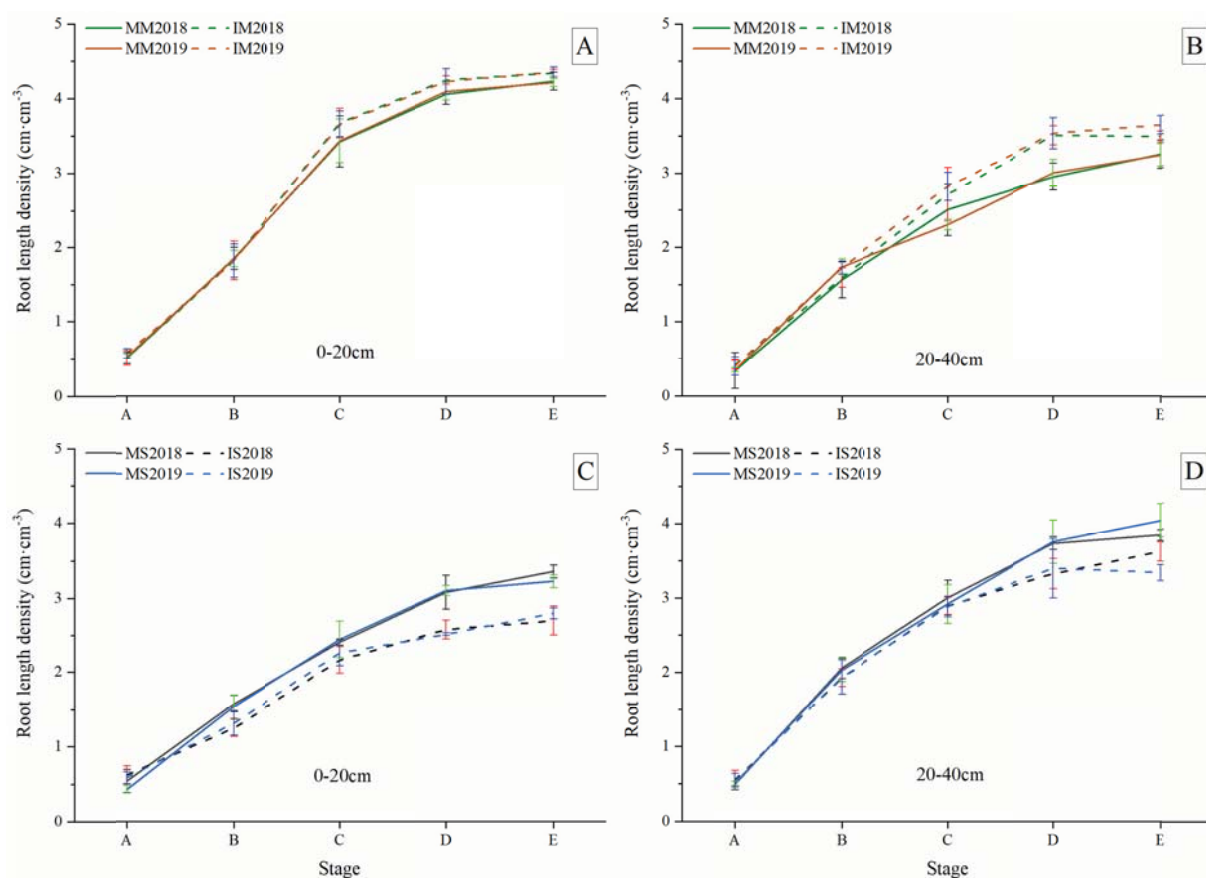 MM2018 IM2018
MM2019 IM2019
A
Root length density (cm·cm⁻³)
5
4
3
2
1
0
0-20cm
A B C D E
MM2018 IM2018
MM2019 IM2019
B
Root length density (cm·cm⁻³)
5
4
3
2
1
0
20-40cm
A B C D E
MS2018 IS2018
MS2019 IS2019
C
Root length density (cm·cm⁻³)
5
4
3
2
1
0
0-20cm
A B C D E
Stage
MS2018 IS2018
MS2019 IS2019
D
Root length density (cm·cm⁻³)
5
4
3
2
1
0
20-40cm
A B C D E
Stage